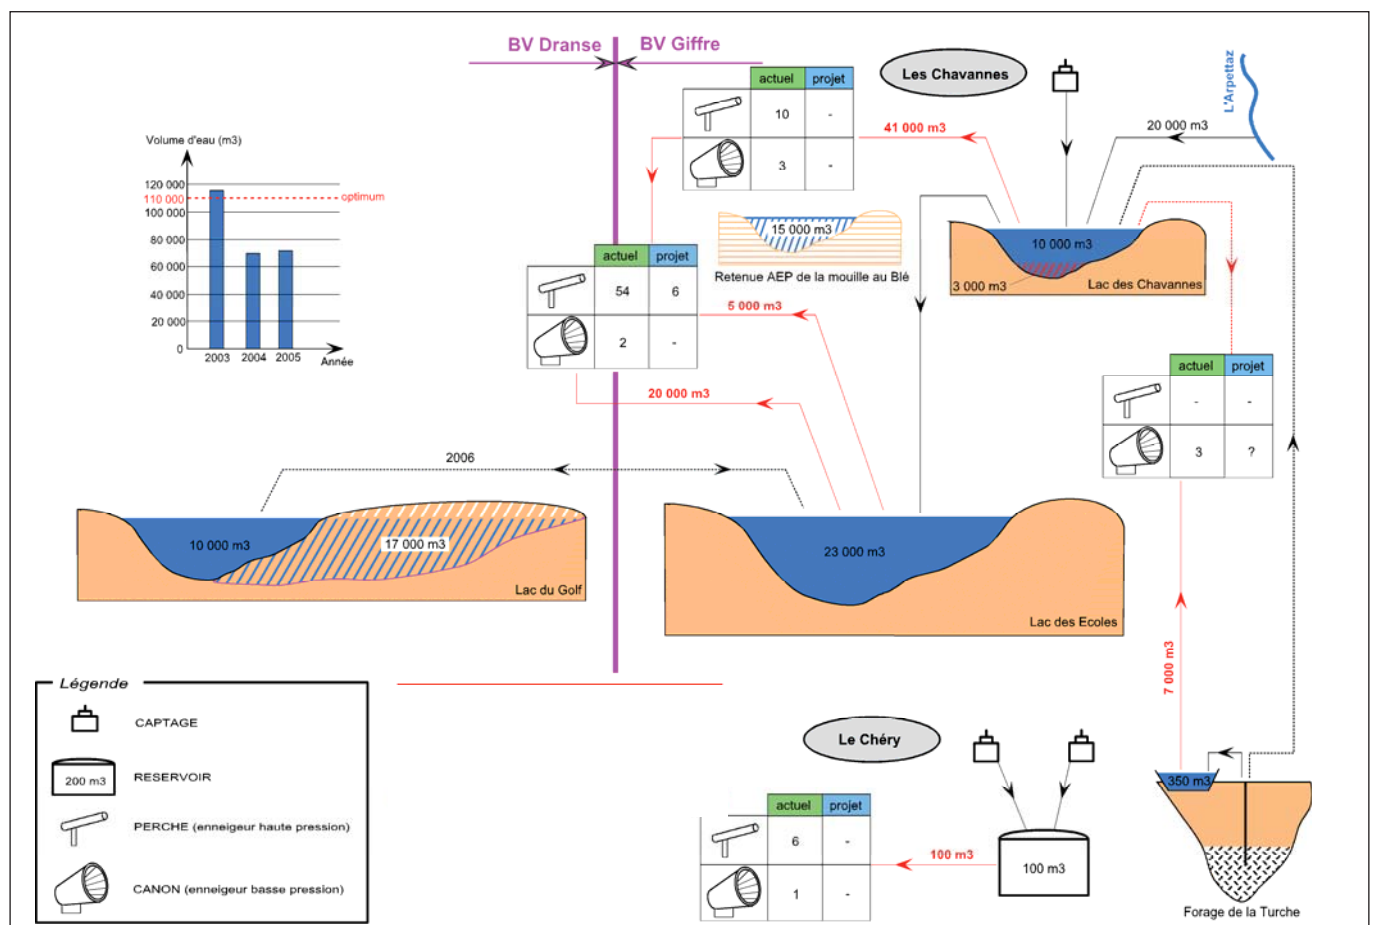 BV Dranse
BV Giffre
Les Chavannes
L'Arpettaz
actuel projet
10 -
3 -
41 000 m3
20 000 m3
Volume d'eau (m3)
120 000
110 000
optimum
100 000
80 000
60 000
40 000
20 000
0
2003 2004 2005
Année
15 000 m3
Retenue AEP de la mouille au Blé
10 000 m3
3 000 m3
Lac des Chavannes
actuel projet
54 6
2 -
5 000 m3
20 000 m3
actuel projet
- -
3 ?
2006
10 000 m3
17 000 m3
Lac du Golf
23 000 m3
Lac des Ecoles
7 000 m3
Légende
CAPTAGE
200 m3
RESERVOIR
PERCHE (enneigeur haute pression)
CANON (enneigeur basse pression)
Le Chéry
actuel projet
6 -
1 -
100 m3
100 m3
350 m3
Forage de la Turche